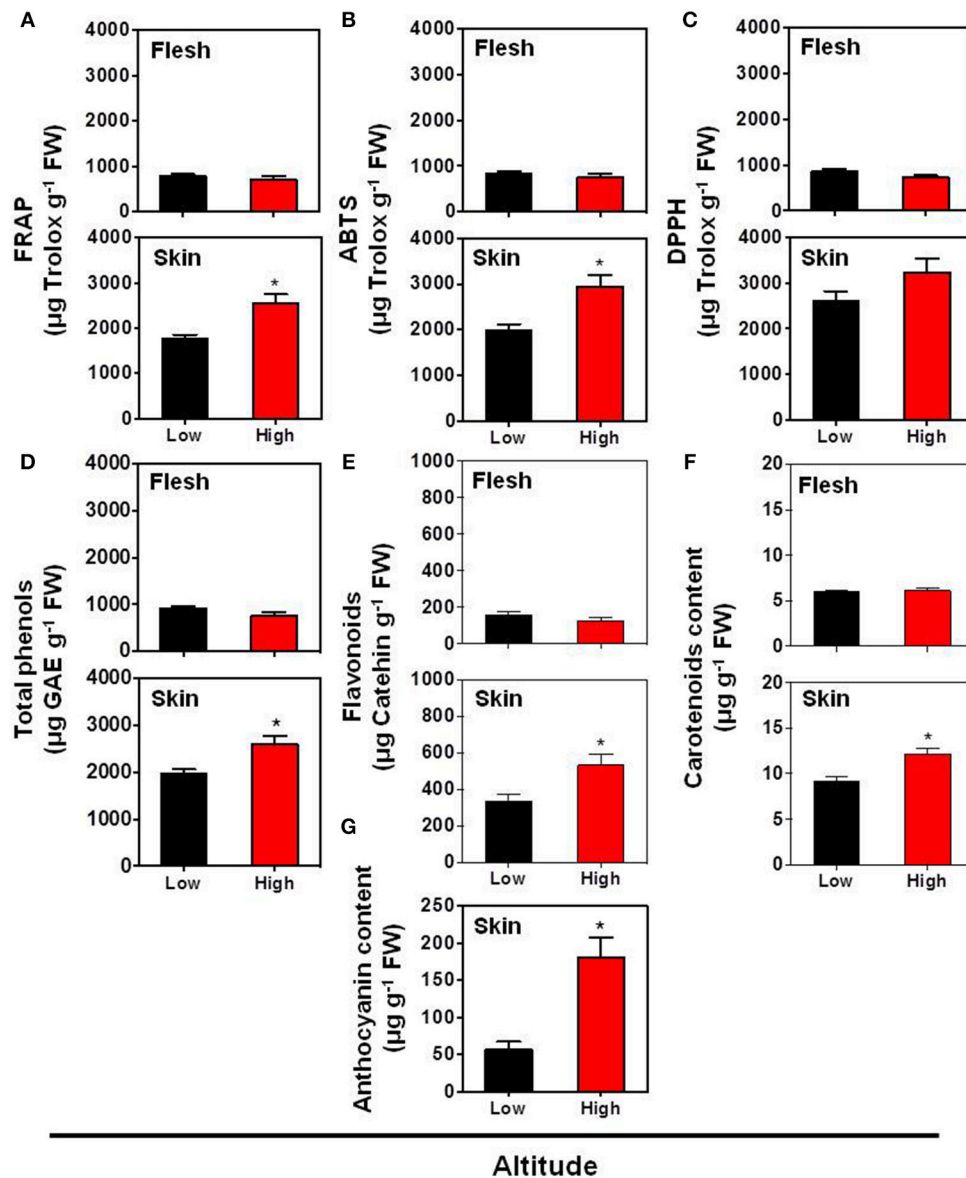 A
B
C
FRAP
(µg Trolox g-1 FW)
4000
3000
2000
1000
0
Flesh
4000
3000
2000
1000
0
Skin
*
Low
High
ABTS
(µg Trolox g-1 FW)
4000
3000
2000
1000
0
Flesh
4000
3000
2000
1000
0
Skin
*
Low
High
DPPH
(µg Trolox g-1 FW)
4000
3000
2000
1000
0
Flesh
4000
3000
2000
1000
0
Skin
Low
High
D
E
F
Total phenols
(µg GAE g-1 FW)
4000
3000
2000
1000
0
Flesh
4000
3000
2000
1000
0
Skin
*
Low
High
Flavonoids
(µg Catehin g-1 FW)
1000
800
600
400
200
0
Flesh
1000
800
600
400
200
0
Skin
*
Low
High
Carotenoids content
(µg g-1 FW)
20
15
10
5
0
Flesh
20
15
10
5
0
Skin
*
Low
High
G
Anthocyanin content
(µg g-1 FW)
250
200
150
100
50
0
Skin
*
Low
High
Altitude